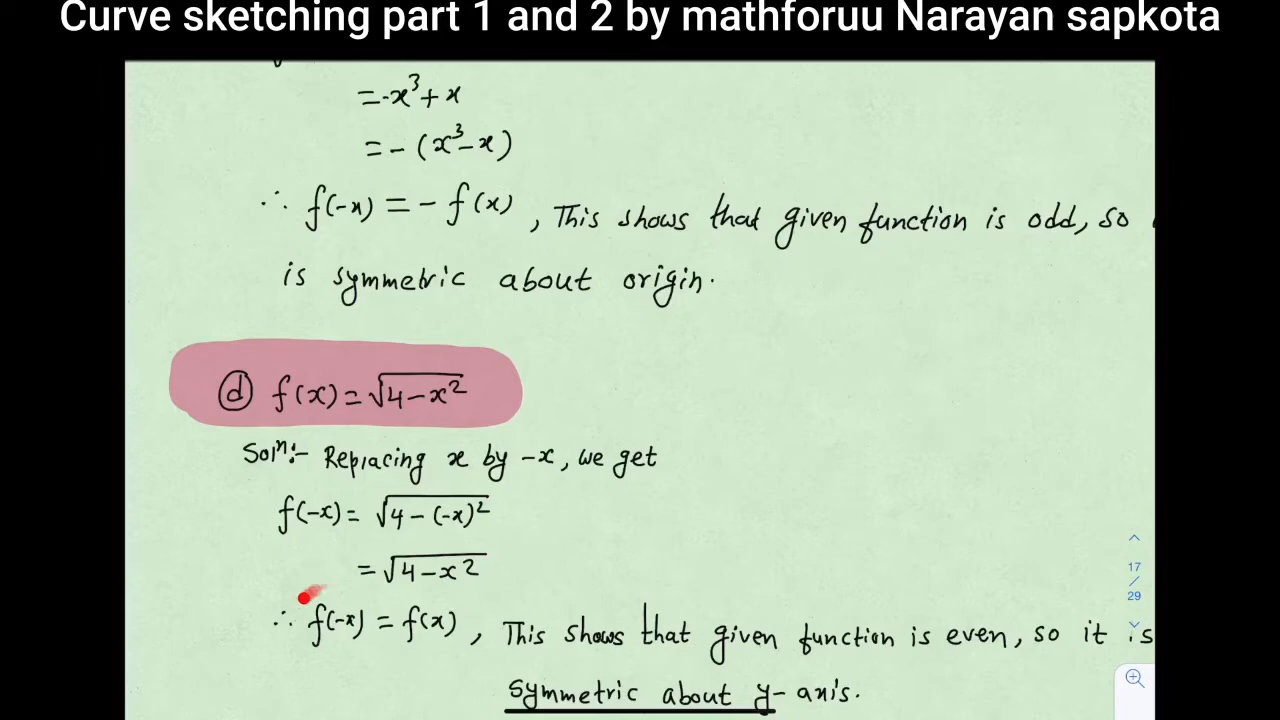 Curve sketching part 1 and 2 by mathforuu Narayan sapkota
= -x³ + x
= - (x³ - x)
∴ f(-x) = - f(x) , This shows that given function is odd, so
is symmetric about origin.
ⓓ f(x) = √(4-x²)
Solⁿ:- Replacing x by -x, we get
f(-x) = √(4-(-x)²)
= √(4-x²)
∴ f(-x) = f(x) , This shows that given function is even, so it is
symmetric about y-axis.
17
/
29